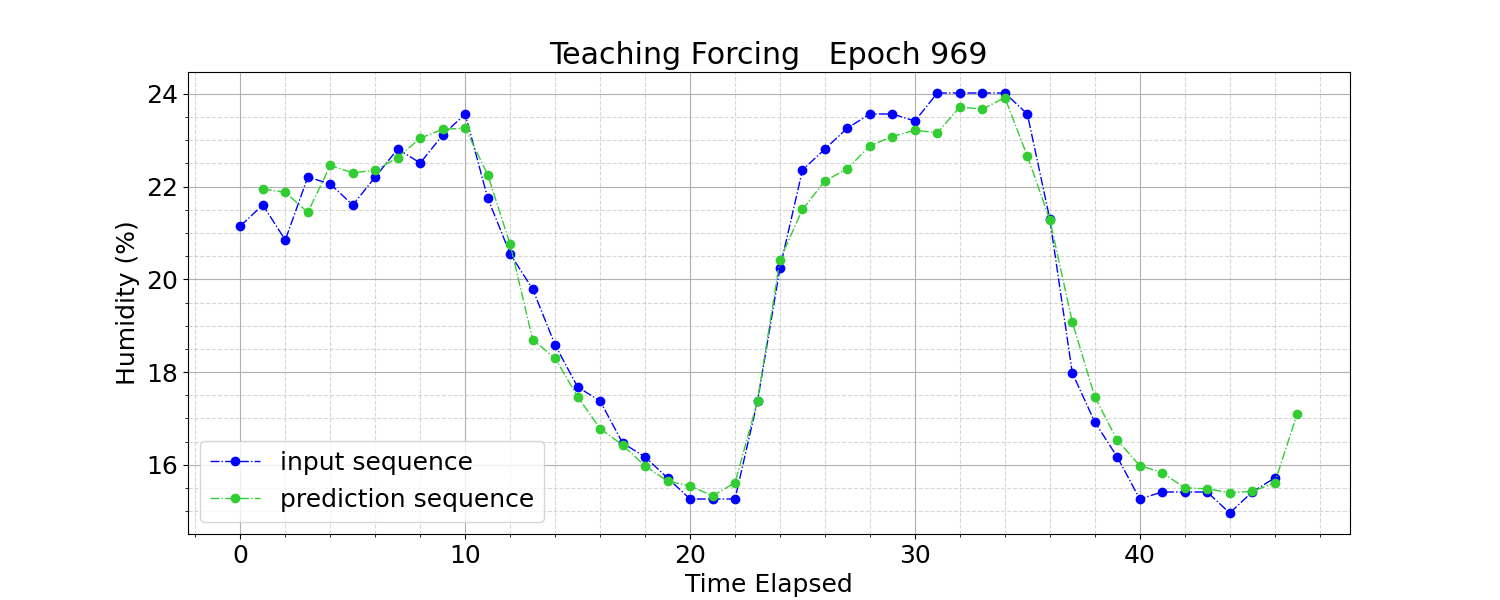 Teaching Forcing   Epoch 969
Humidity (%)
24
22
20
18
16
input sequence
prediction sequence
0 10 20 30 40
Time Elapsed